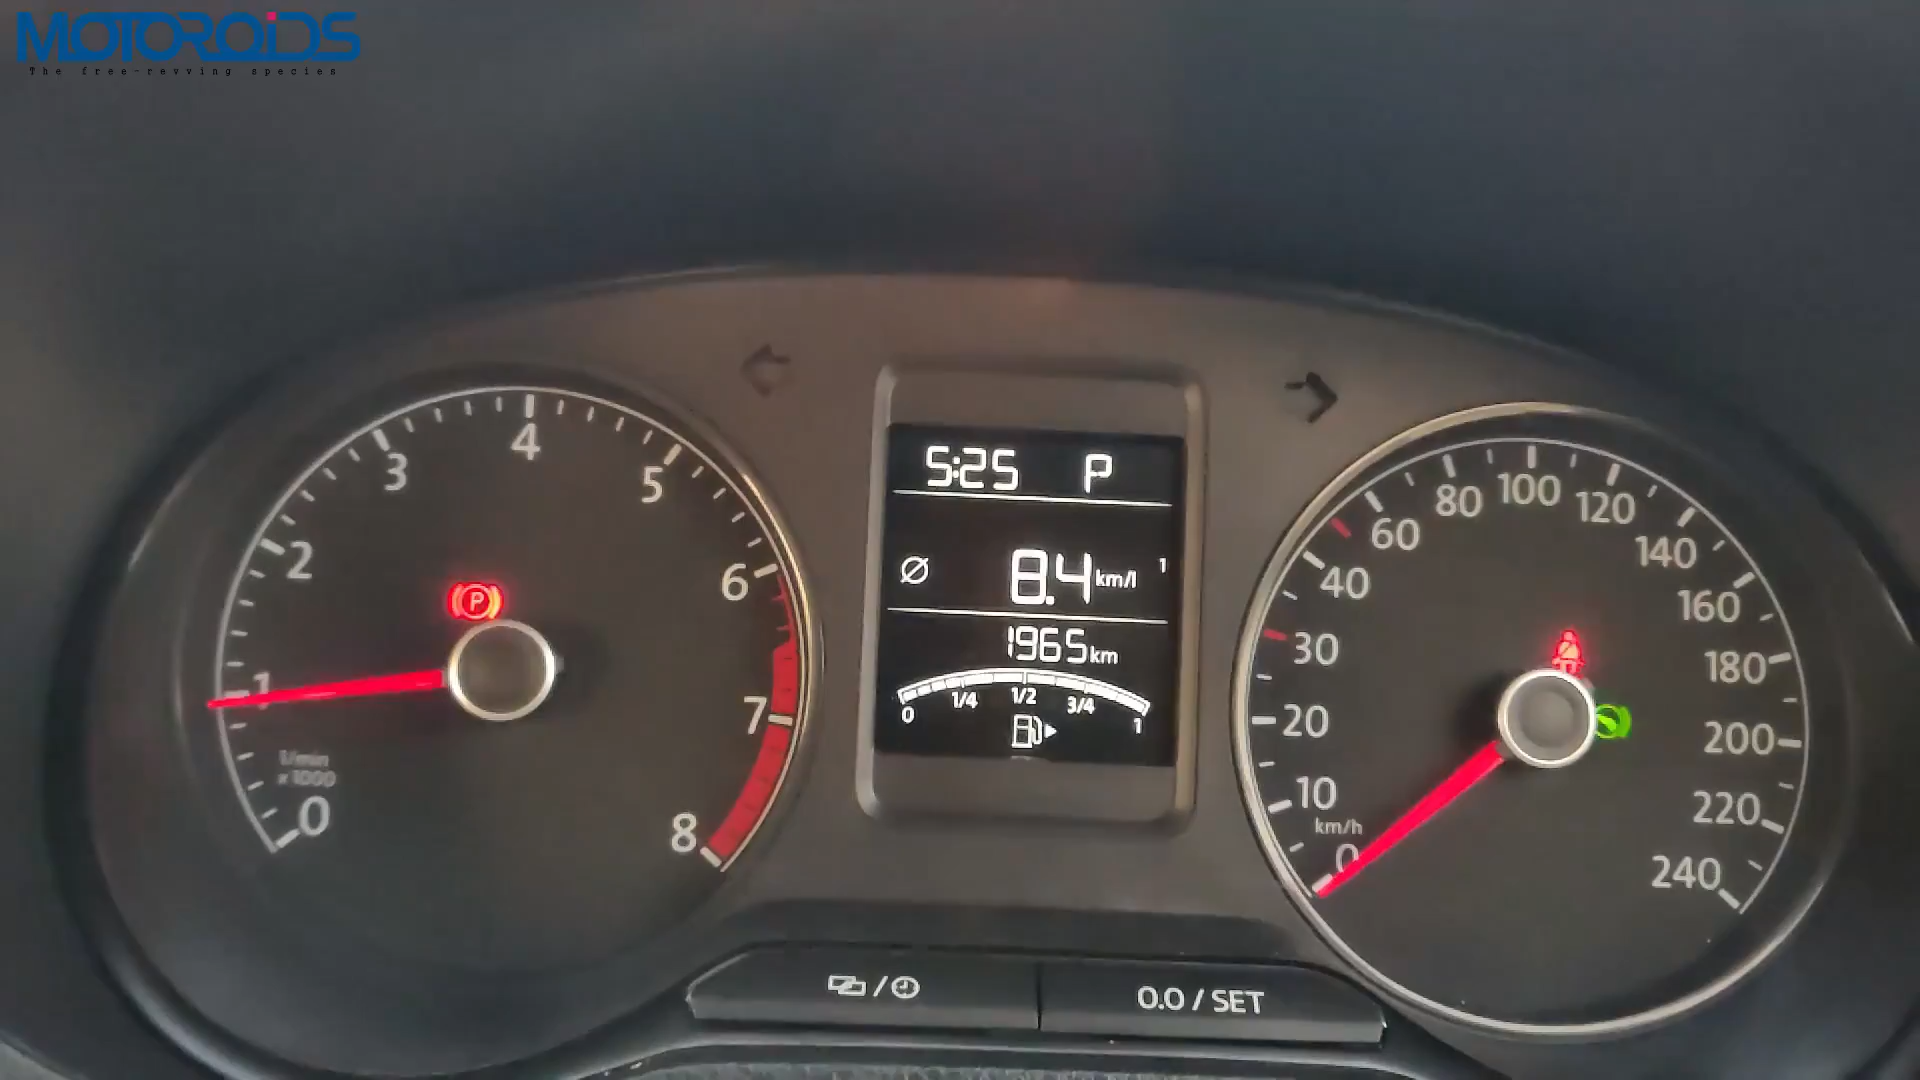 MOTOROIDS
The free-revving species
0
1
2
3
4
5
6
7
8
1/min
x 1000
P
5:25 P
Ø 8.4 km/l 1
1965 km
0 1/4 1/2 3/4 1
0
10
20
30
40
60
80
100
120
140
160
180
200
220
240
km/h
0.0 / SET